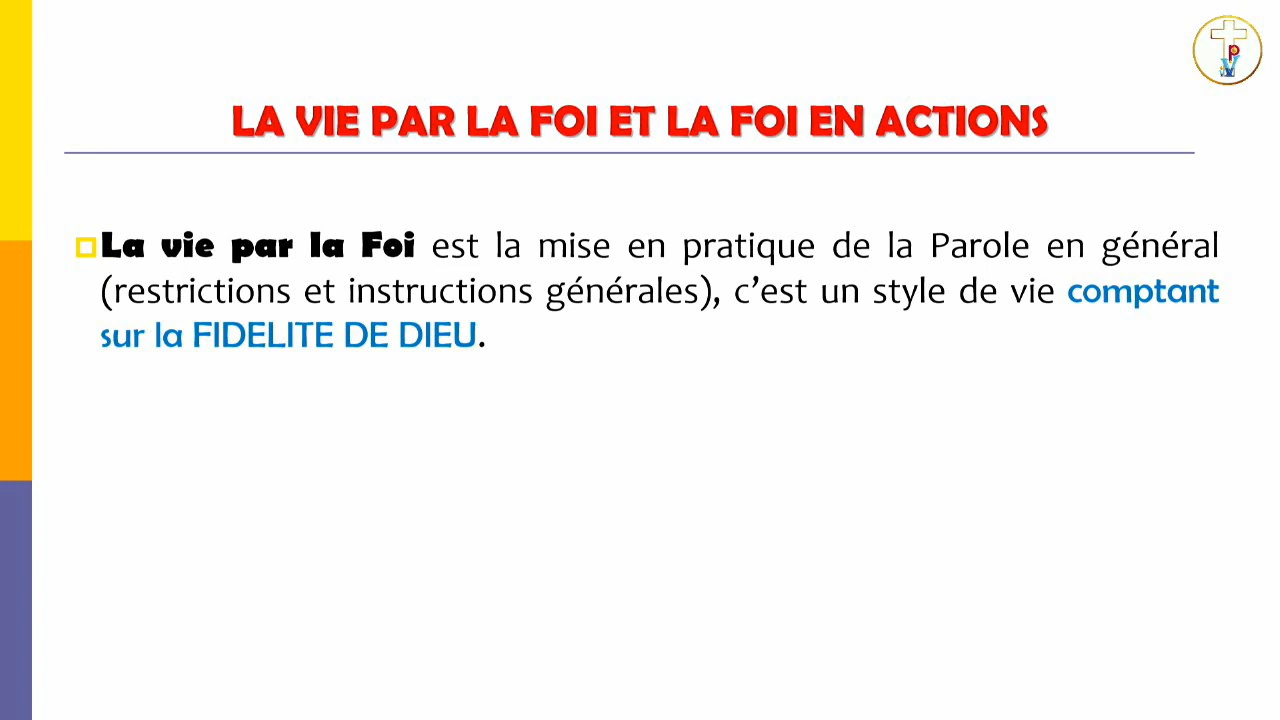 LA VIE PAR LA FOI ET LA FOI EN ACTIONS
La vie par la Foi est la mise en pratique de la Parole en général
(restrictions et instructions générales), c’est un style de vie comptant
sur la FIDELITE DE DIEU.